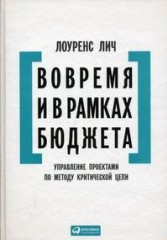 ЛОУРЕНС ЛИЧ
ВОВРЕМЯ
И В РАМКАХ
БЮДЖЕТА
УПРАВЛЕНИЕ ПРОЕКТАМИ
ПО МЕТОДУ КРИТИЧЕСКОЙ ЦЕПИ